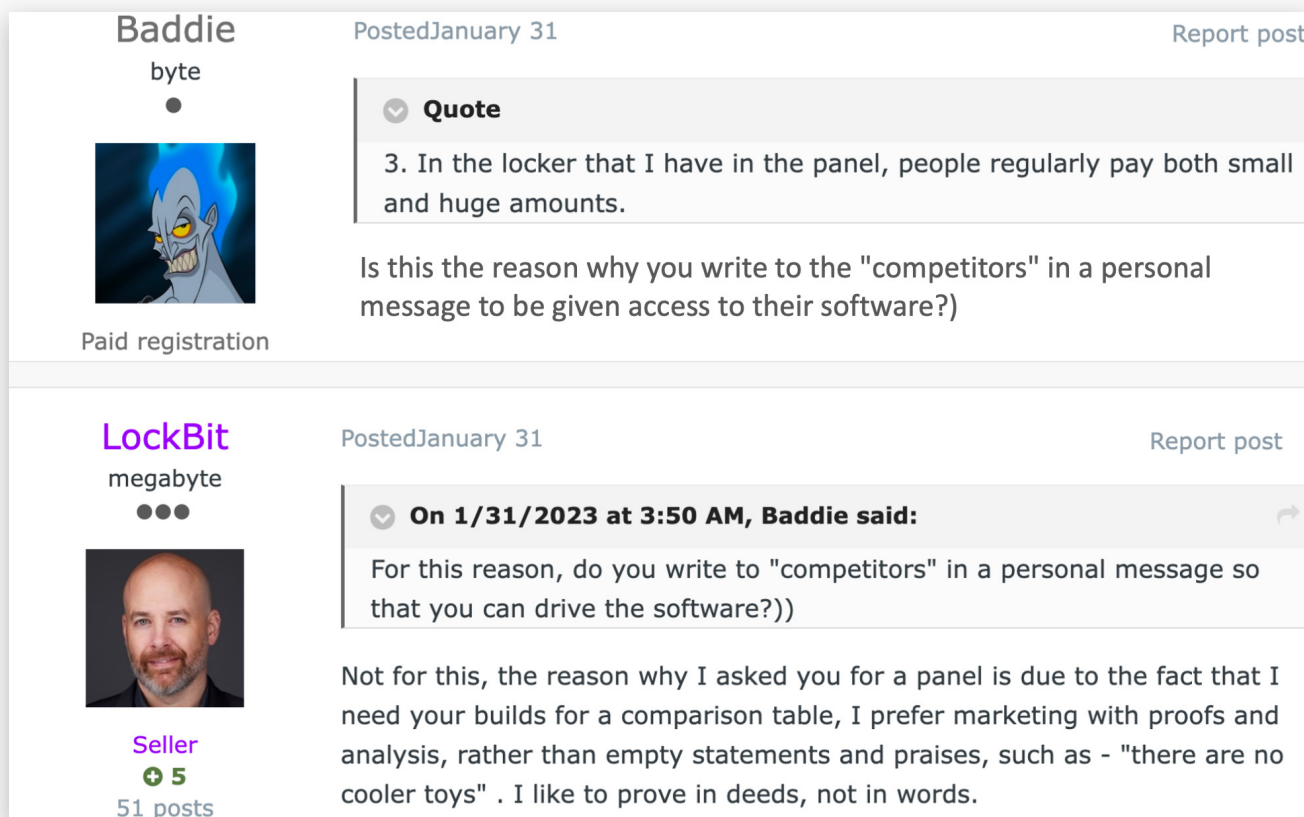 Baddie
byte
PostedJanuary 31
Report post
Quote
3. In the locker that I have in the panel, people regularly pay both small
and huge amounts.
Is this the reason why you write to the "competitors" in a personal
message to be given access to their software?)
Paid registration
LockBit
megabyte
PostedJanuary 31
Report post
On 1/31/2023 at 3:50 AM, Baddie said:
For this reason, do you write to "competitors" in a personal message so
that you can drive the software?))
Not for this, the reason why I asked you for a panel is due to the fact that I
need your builds for a comparison table, I prefer marketing with proofs and
analysis, rather than empty statements and praises, such as - "there are no
cooler toys" . I like to prove in deeds, not in words.
Seller
5
51 posts